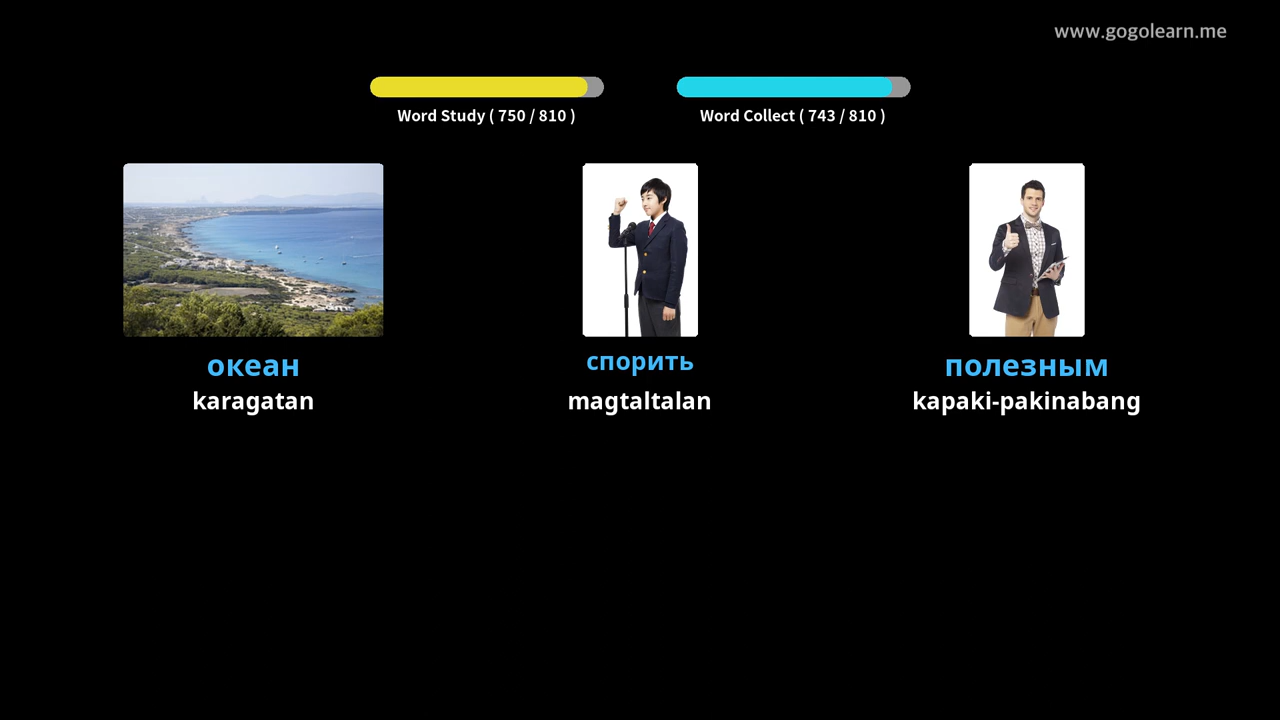 www.gogolearn.me
Word Study ( 750 / 810 )
Word Collect ( 743 / 810 )
океан
karagatan
спорить
magtaltalan
полезным
kapaki-pakinabang